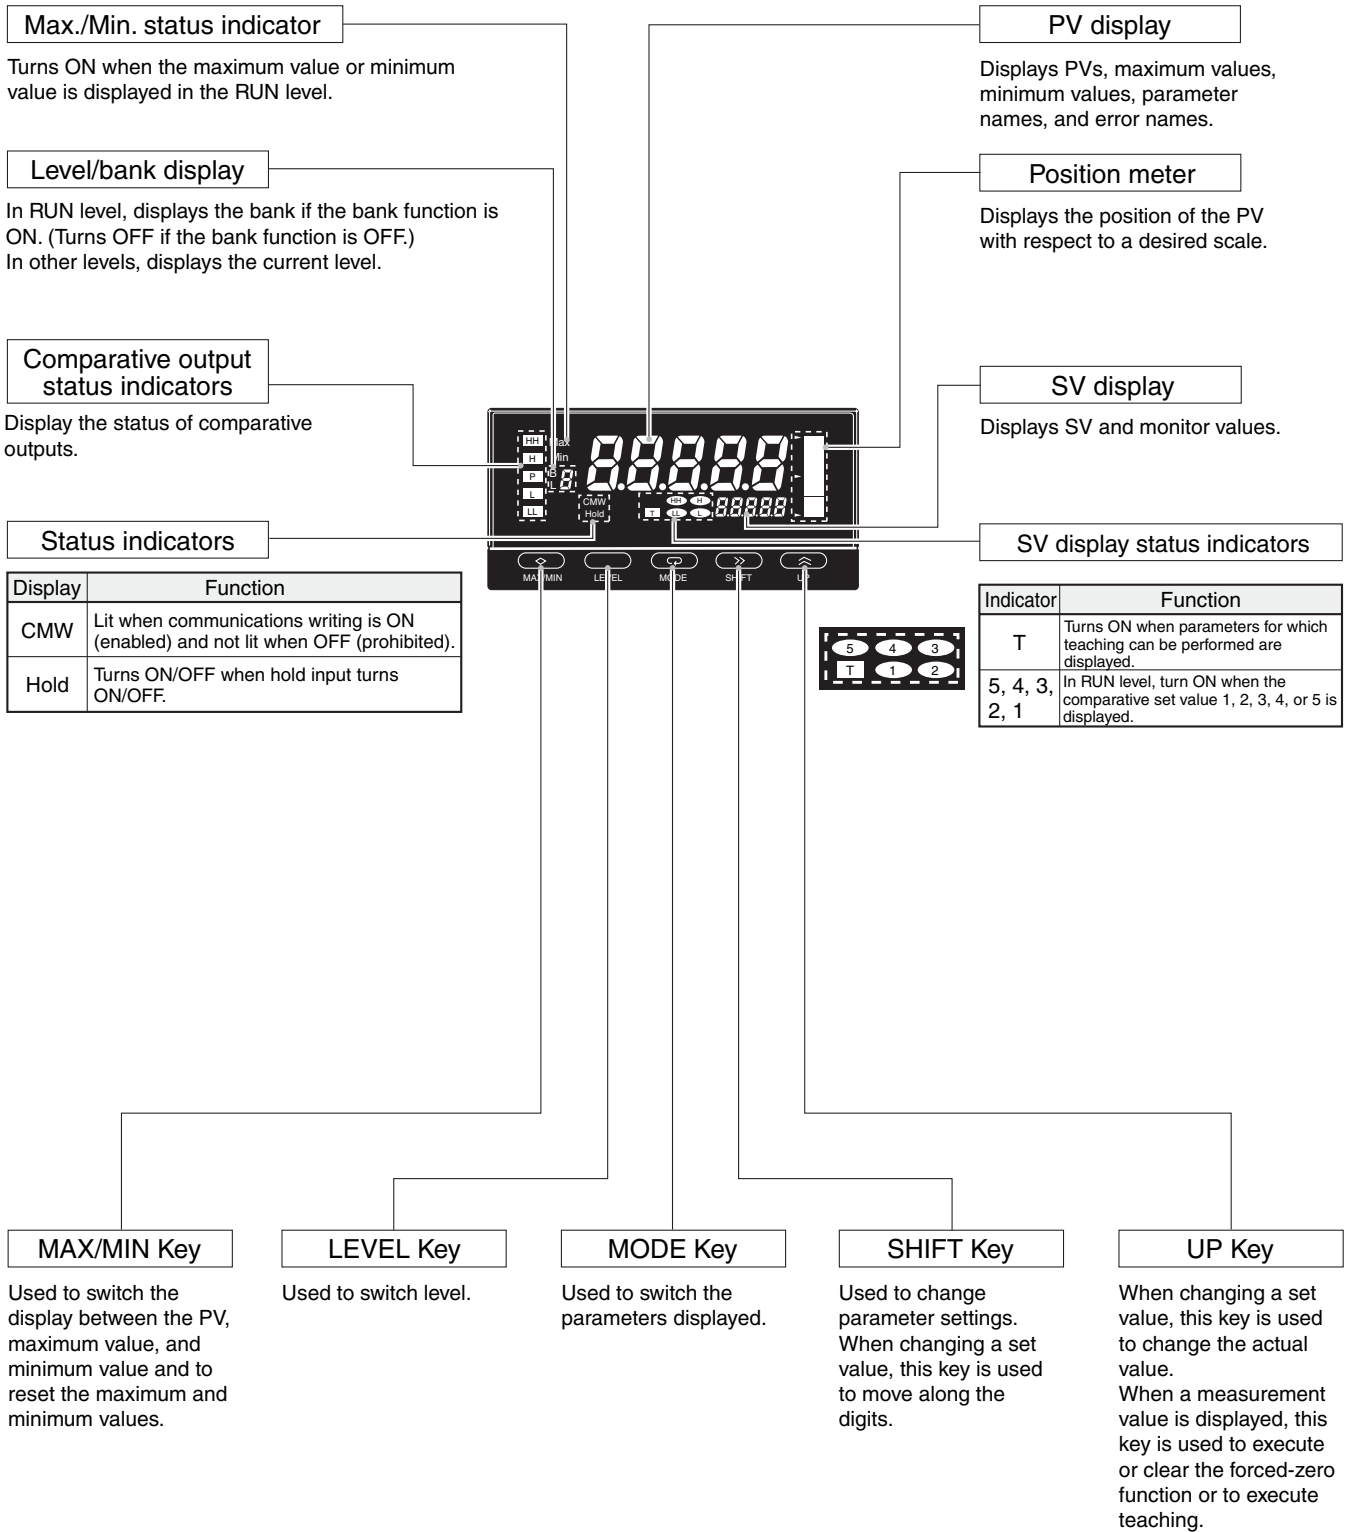 Max./Min. status indicator
Turns ON when the maximum value or minimum
value is displayed in the RUN level.
Level/bank display
In RUN level, displays the bank if the bank function is
ON. (Turns OFF if the bank function is OFF.)
In other levels, displays the current level.
Comparative output
status indicators
Display the status of comparative
outputs.
Status indicators
Display Function
CMW Lit when communications writing is ON
(enabled) and not lit when OFF (prohibited).
Hold Turns ON/OFF when hold input turns
ON/OFF.
PV display
Displays PVs, maximum values,
minimum values, parameter
names, and error names.
Position meter
Displays the position of the PV
with respect to a desired scale.
SV display
Displays SV and monitor values.
SV display status indicators
Indicator Function
T Turns ON when parameters for which
teaching can be performed are
displayed.
5, 4, 3,
2, 1
In RUN level, turn ON when the
comparative set value 1, 2, 3, 4, or 5 is
displayed.
HH Max
H Min
P B 8
L L
LL
88888
CMW
Hold
HH H
T LL L
88888
MAX/MIN LEVEL MODE SHIFT UP
5 4 3
T 1 2
MAX/MIN Key
Used to switch the
display between the PV,
maximum value, and
minimum value and to
reset the maximum and
minimum values.
LEVEL Key
Used to switch level.
MODE Key
Used to switch the
parameters displayed.
SHIFT Key
Used to change
parameter settings.
When changing a set
value, this key is used
to move along the
digits.
UP Key
When changing a set
value, this key is used
to change the actual
value.
When a measurement
value is displayed, this
key is used to execute
or clear the forced-zero
function or to execute
teaching.